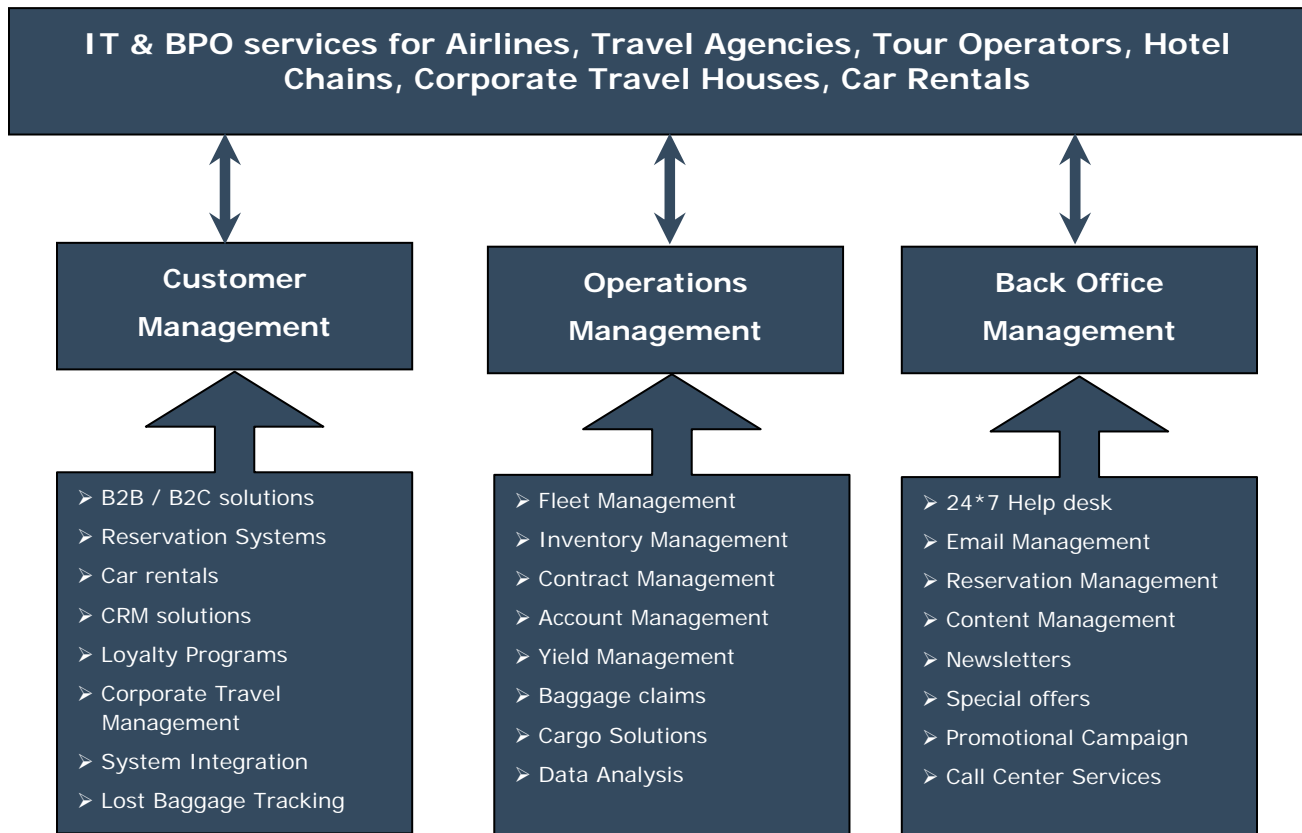 IT & BPO services for Airlines, Travel Agencies, Tour Operators, Hotel
Chains, Corporate Travel Houses, Car Rentals
Customer
Management
Operations
Management
Back Office
Management
➢ B2B / B2C solutions
➢ Reservation Systems
➢ Car rentals
➢ CRM solutions
➢ Loyalty Programs
➢ Corporate Travel
Management
➢ System Integration
➢ Lost Baggage Tracking
➢ Fleet Management
➢ Inventory Management
➢ Contract Management
➢ Account Management
➢ Yield Management
➢ Baggage claims
➢ Cargo Solutions
➢ Data Analysis
➢ 24*7 Help desk
➢ Email Management
➢ Reservation Management
➢ Content Management
➢ Newsletters
➢ Special offers
➢ Promotional Campaign
➢ Call Center Services